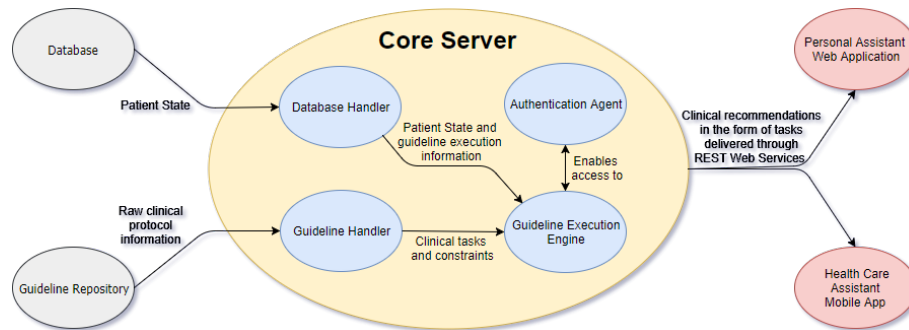 Core Server
Database
Patient State
Database Handler
Authentication Agent
Patient State and
guideline execution
information
Enables
access to
Raw clinical
protocol
information
Guideline Repository
Guideline Handler
Clinical tasks
and constraints
Guideline Execution
Engine
Personal Assistant
Web Application
Clinical recommendations
in the form of tasks
delivered through
REST Web Services
Health Care
Assistant
Mobile App